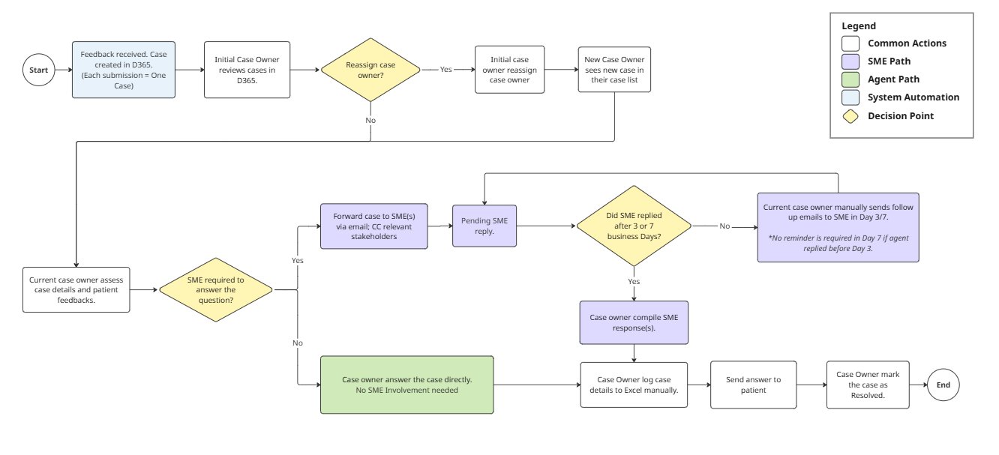 Legend
Common Actions
SME Path
Agent Path
System Automation
Decision Point
Start
Feedback received. Case
created in D365.
(Each submission = One
Case)
Initial Case Owner
reviews cases in
D365.
Reassign case
owner?
Yes
Initial case
owner reassign
case owner
New Case Owner
sees new case in
their case list
No
Current case owner assess
case details and patient
feedbacks.
SME required to
answer the
question?
Yes
Forward case to SME(s)
via email; CC relevant
stakeholders
Pending SME
reply.
Did SME replied
after 3 or 7
business Days?
No
Current case owner manually sends follow
up emails to SME in Day 3/7.
*No reminder is required in Day 7 if agent
replied before Day 3.
Yes
Case owner compile SME
response(s).
No
Case owner answer the case directly.
No SME Involvement needed
Case Owner log case
details to Excel manually.
Send answer to
patient
Case Owner mark
the case as
Resolved.
End